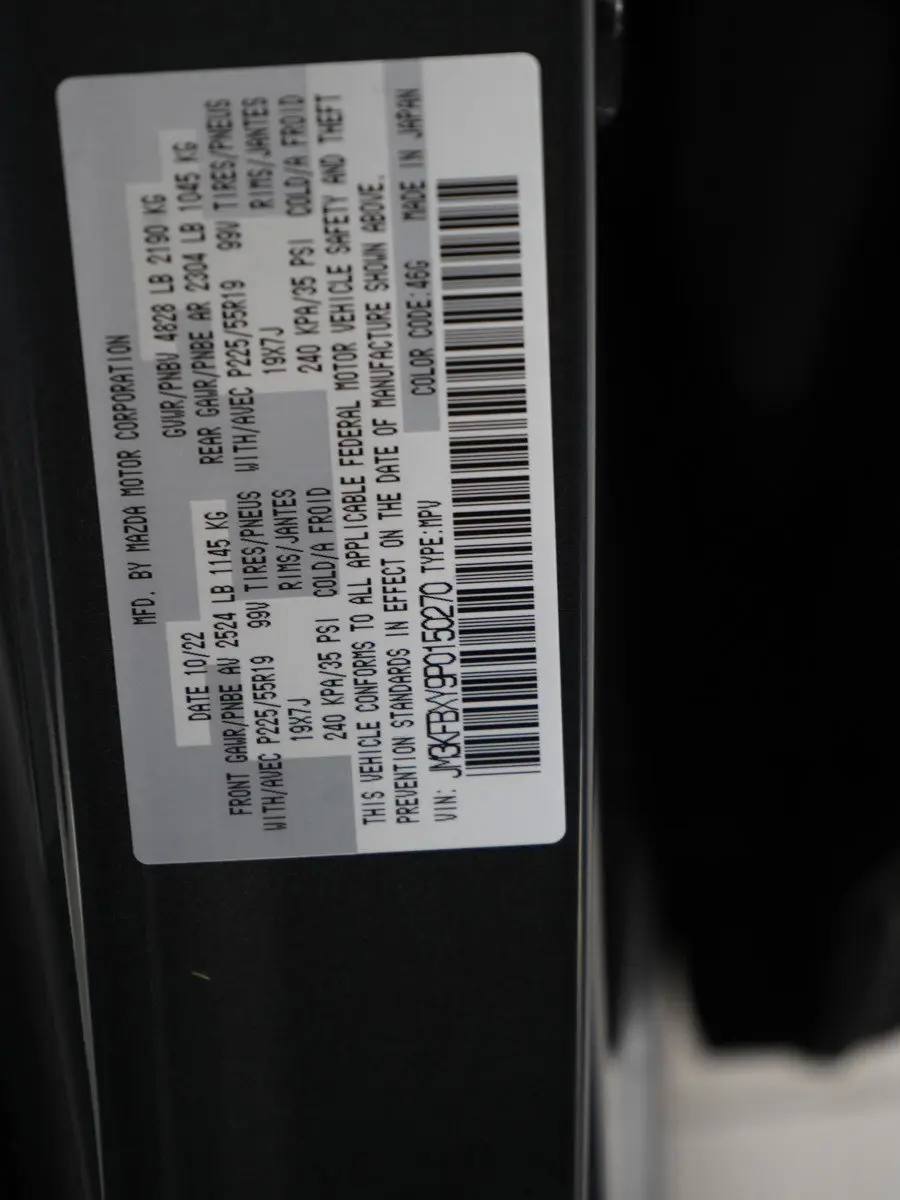 MFD. BY MAZDA MOTOR CORPORATION
DATE 10/22 GVWR/PNBV 4828 LB 2190 KG
FRONT GAWR/PNBE AV 2524 LB 1145 KG REAR GAWR/PNBE AR 2304 LB 1045 KG
WITH/AVEC P225/55R19 99V TIRES/PNEUS WITH/AVEC P225/55R19 99V TIRES/PNEUS
19X7J RIMS/JANTES 19X7J RIMS/JANTES
240 KPA/35 PSI COLD/A FROID 240 KPA/35 PSI COLD/A FROID
THIS VEHICLE CONFORMS TO ALL APPLICABLE FEDERAL MOTOR VEHICLE SAFETY AND THEFT
PREVENTION STANDARDS IN EFFECT ON THE DATE OF MANUFACTURE SHOWN ABOVE.
VIN: JM3KFBXY9P0150270 TYPE:MPV COLOR CODE:46G MADE IN JAPAN